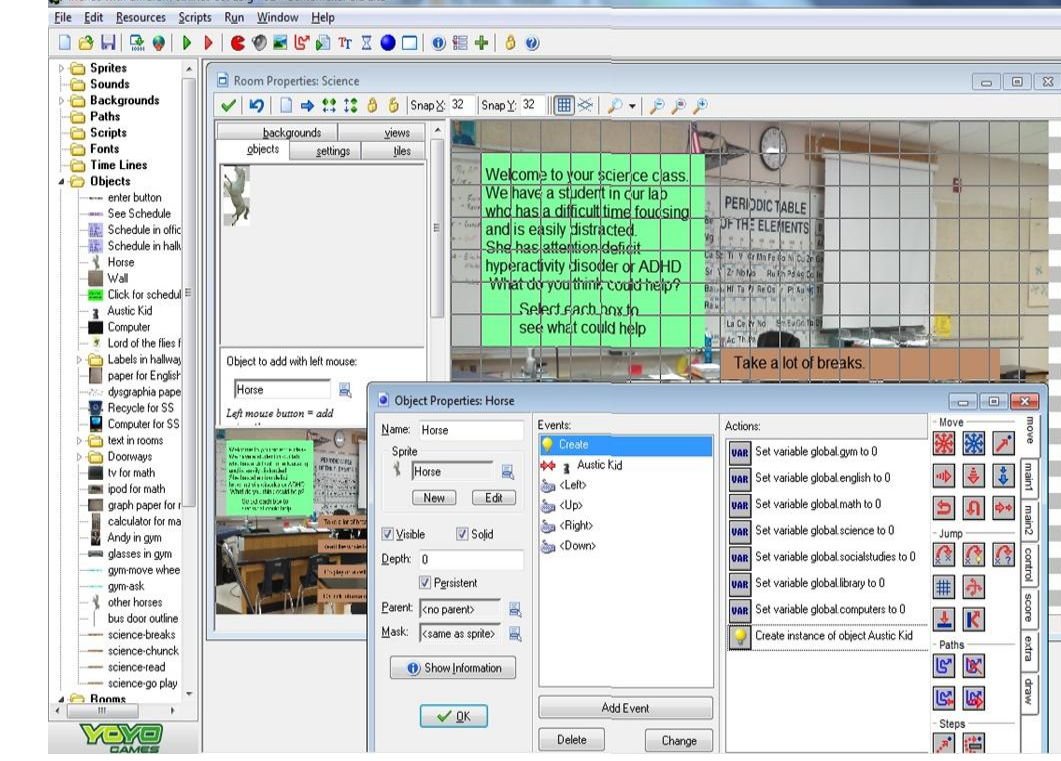 File Edit Resources Scripts Run Window Help
Sprites
Sounds
Backgrounds
Paths
Scripts
Fonts
Time Lines
Objects
enter button
See Schedule
Schedule in offic
Schedule in hallv
Horse
Wall
Click for schedul
Austic Kid
Computer
Lord of the flies f
Labels in hallway
paper for English
dysgraphia pape
Recycle for SS
Computer for SS
text in rooms
Doorways
tv for math
ipod for math
graph paper for r
calculator for ma
Andy in gym
glasses in gym
gym-move whee
gym-ask
other horses
bus door outline
science-breaks
science-chunck
science-read
science-go play
Rooms
YOYO
GAMES
Room Properties: Science
Snap X: 32 Snap Y: 32
backgrounds views
objects settings tiles
Object to add with left mouse:
Horse
Left mouse button = add
Welcome to your science class.
We have a student in our lab
who has a difficult time foucsing
and is easily distracted.
She has attention deficit
hyperactivity disoder or ADHD
What do you think could help?
Select each box to
see what could help
PERIODIC TABLE
OF THE ELEMENTS
Take a lot of breaks.
Object Properties: Horse
Name: Horse
Sprite
Horse
New Edit
Visible Solid
Depth: 0
Persistent
Parent: <no parent>
Mask: <same as sprite>
Show Information
OK
Events:
Create
Austic Kid
<Left>
<Up>
<Right>
<Down>
Add Event
Delete Change
Actions:
VAR Set variable global.gym to 0
VAR Set variable global.english to 0
VAR Set variable global.math to 0
VAR Set variable global.science to 0
VAR Set variable global.socialstudies to 0
VAR Set variable global.library to 0
VAR Set variable global.computers to 0
Create instance of object Austic Kid
Move
Jump
Paths
Steps
move
main1
main2
control
score
extra
draw